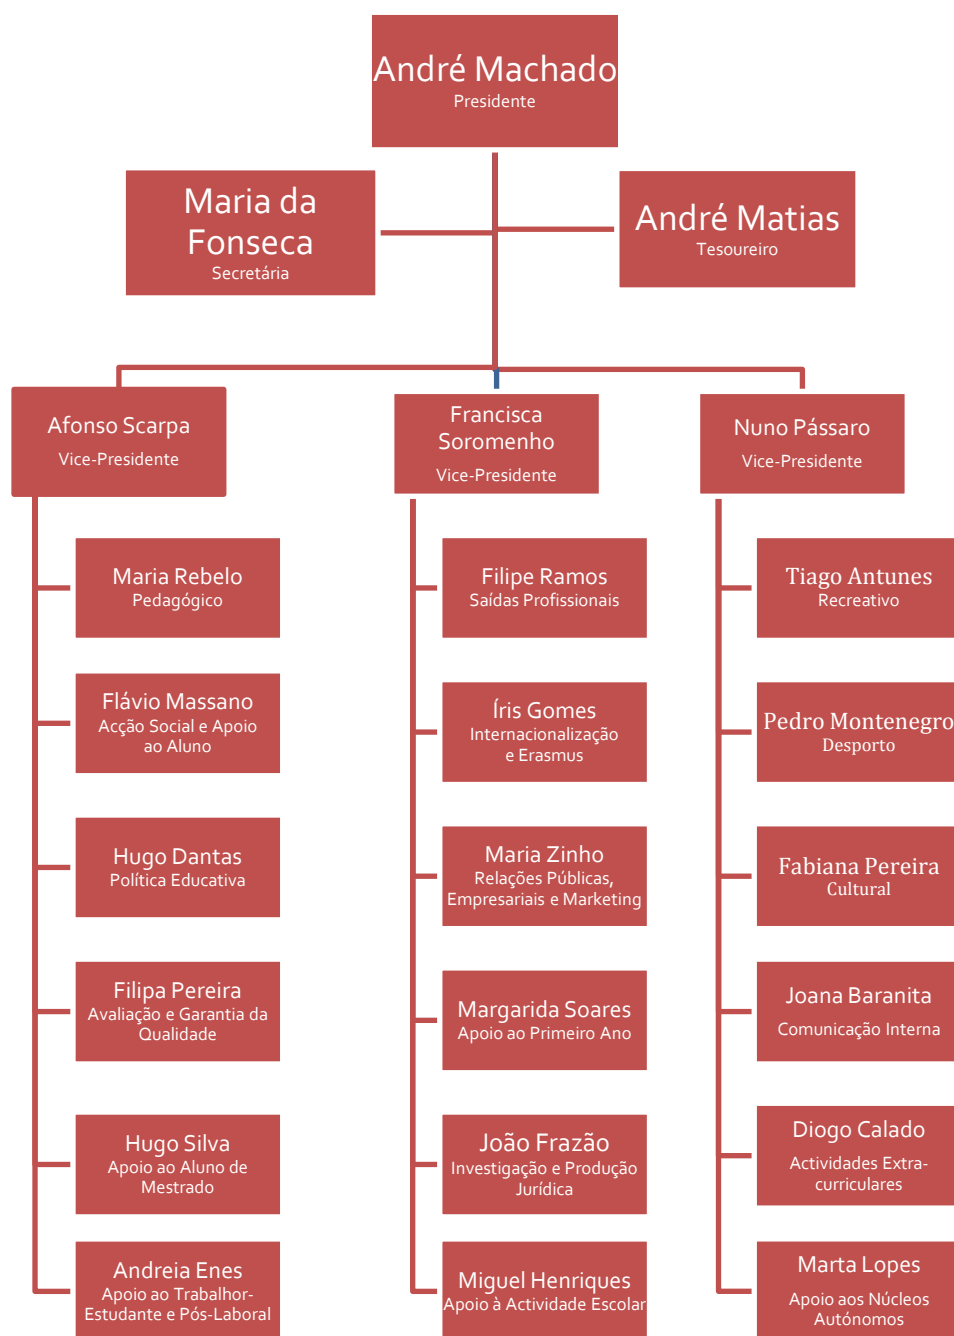 André Machado
Presidente
Maria da
Fonseca
Secretária
André Matias
Tesoureiro
Afonso Scarpa
Vice-Presidente
Francisca
Soromenho
Vice-Presidente
Nuno Pássaro
Vice-Presidente
Maria Rebelo
Pedagógico
Flávio Massano
Acção Social e Apoio
ao Aluno
Hugo Dantas
Política Educativa
Filipa Pereira
Avaliação e Garantia da
Qualidade
Hugo Silva
Apoio ao Aluno de
Mestrado
Andreia Enes
Apoio ao Trabalhor-
Estudante e Pós-Laboral
Filipe Ramos
Saídas Profissionais
Íris Gomes
Internacionalização
e Erasmus
Maria Zinho
Relações Públicas,
Empresariais e Marketing
Margarida Soares
Apoio ao Primeiro Ano
João Frazão
Investigação e Produção
Jurídica
Miguel Henriques
Apoio à Actividade Escolar
Tiago Antunes
Recreativo
Pedro Montenegro
Desporto
Fabiana Pereira
Cultural
Joana Baranita
Comunicação Interna
Diogo Calado
Actividades Extra-
curriculares
Marta Lopes
Apoio aos Núcleos
Autónomos